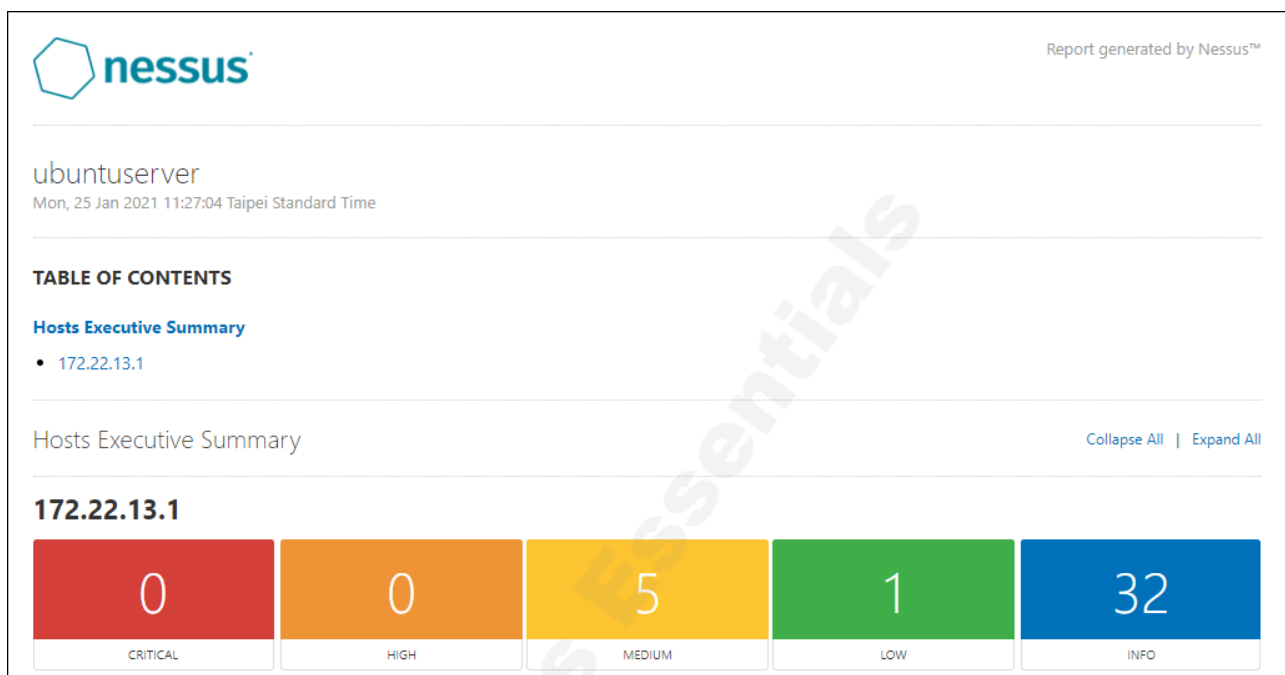 nessus
Report generated by Nessus™
ubuntuserver
Mon, 25 Jan 2021 11:27:04 Taipei Standard Time
TABLE OF CONTENTS
Hosts Executive Summary
• 172.22.13.1
Hosts Executive Summary
Collapse All | Expand All
172.22.13.1
0 0 5 1 32
CRITICAL HIGH MEDIUM LOW INFO
s Essentials